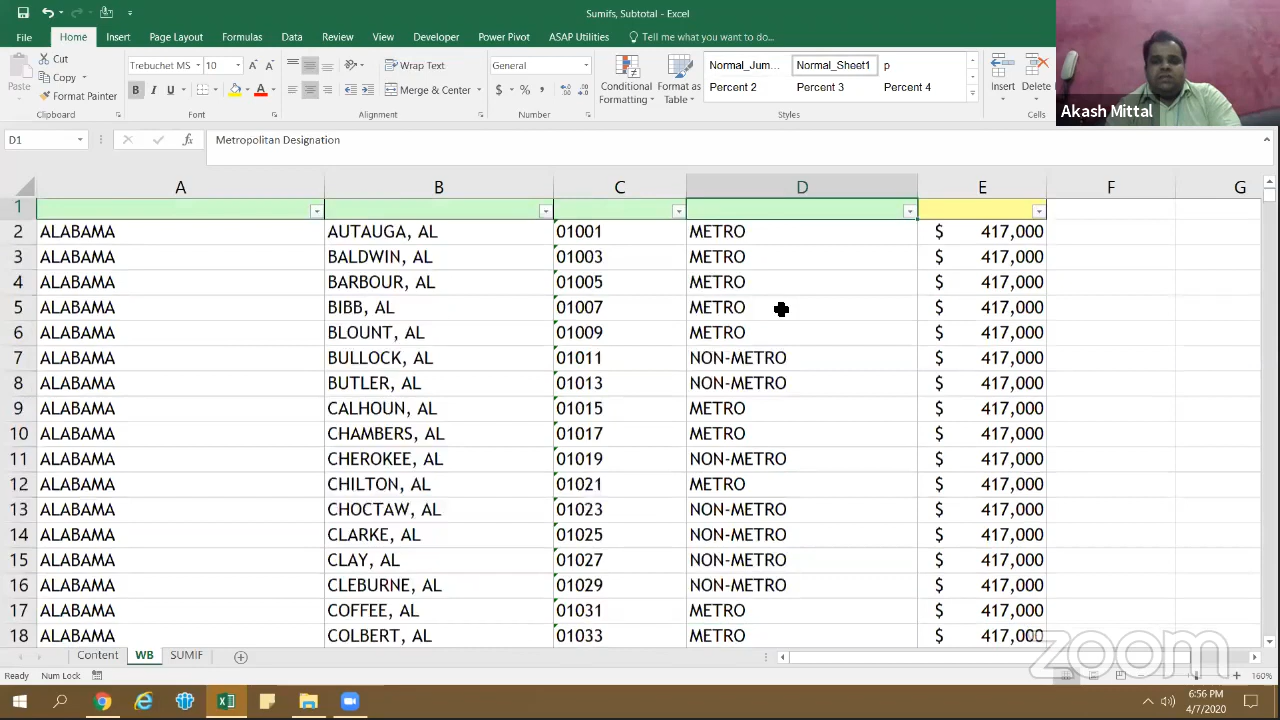 Sumifs, Subtotal - Excel
File Home Insert Page Layout Formulas Data Review View Developer Power Pivot ASAP Utilities Tell me what you want to do...
Paste
Cut
Copy
Format Painter
Clipboard
Trebuchet MS 10
B I U
Font
Wrap Text
Merge & Center
Alignment
General
$ % ,
Number
Conditional Formatting
Format as Table
Normal_Jum... Normal_Sheet1 p
Percent 2 Percent 3 Percent 4
Styles
Insert Delete
Cells
Akash Mittal
D1 fx Metropolitan Designation
A B C D E F G
1
2 ALABAMA AUTAUGA, AL 01001 METRO $ 417,000
3 ALABAMA BALDWIN, AL 01003 METRO $ 417,000
4 ALABAMA BARBOUR, AL 01005 METRO $ 417,000
5 ALABAMA BIBB, AL 01007 METRO $ 417,000
6 ALABAMA BLOUNT, AL 01009 METRO $ 417,000
7 ALABAMA BULLOCK, AL 01011 NON-METRO $ 417,000
8 ALABAMA BUTLER, AL 01013 NON-METRO $ 417,000
9 ALABAMA CALHOUN, AL 01015 METRO $ 417,000
10 ALABAMA CHAMBERS, AL 01017 METRO $ 417,000
11 ALABAMA CHEROKEE, AL 01019 NON-METRO $ 417,000
12 ALABAMA CHILTON, AL 01021 METRO $ 417,000
13 ALABAMA CHOCTAW, AL 01023 NON-METRO $ 417,000
14 ALABAMA CLARKE, AL 01025 NON-METRO $ 417,000
15 ALABAMA CLAY, AL 01027 NON-METRO $ 417,000
16 ALABAMA CLEBURNE, AL 01029 NON-METRO $ 417,000
17 ALABAMA COFFEE, AL 01031 METRO $ 417,000
18 ALABAMA COLBERT, AL 01033 METRO $ 417,000
zoom
Content WB SUMIF
Ready Num Lock 160%
6:56 PM
4/7/2020